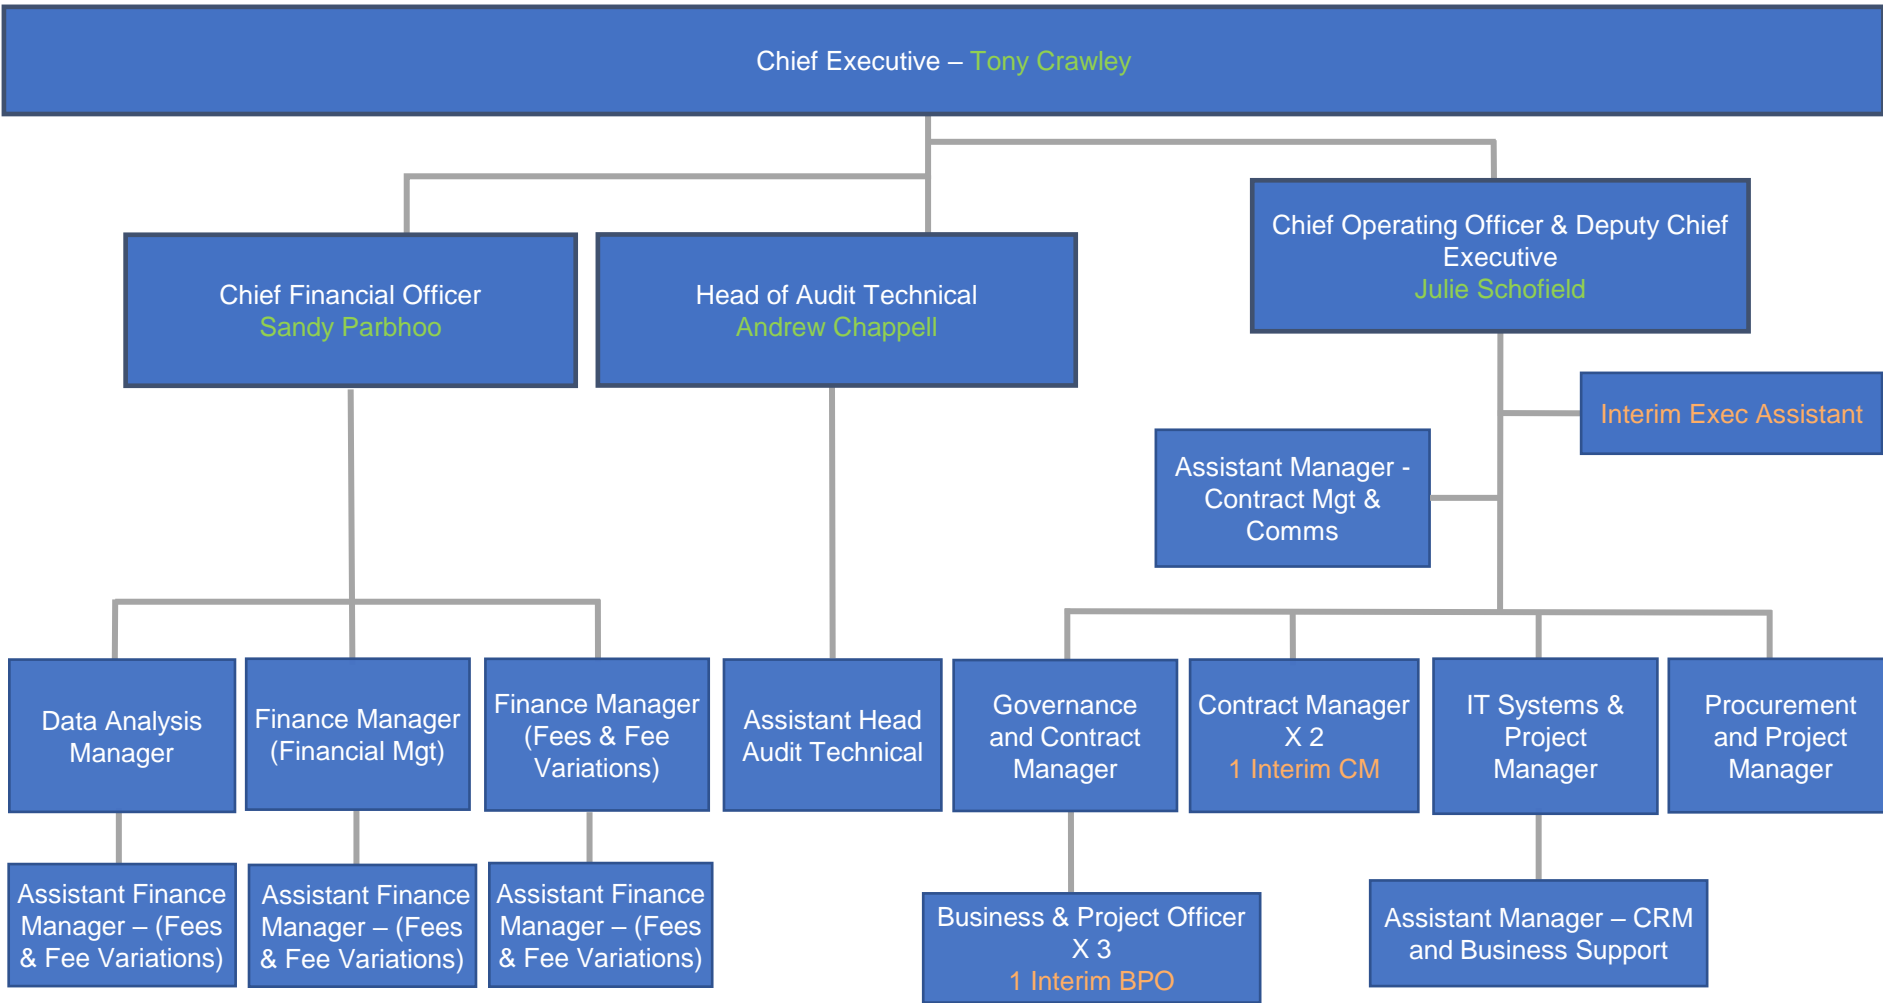 Chief Executive – Tony Crawley
Chief Financial Officer
Sandy Parbhoo
Head of Audit Technical
Andrew Chappell
Chief Operating Officer & Deputy Chief
Executive
Julie Schofield
Interim Exec Assistant
Assistant Manager -
Contract Mgt &
Comms
Data Analysis
Manager
Finance Manager
(Financial Mgt)
Finance Manager
(Fees & Fee
Variations)
Assistant Head
Audit Technical
Governance
and Contract
Manager
Contract Manager
X 2
1 Interim CM
IT Systems &
Project
Manager
Procurement
and Project
Manager
Assistant Finance
Manager – (Fees
& Fee Variations)
Assistant Finance
Manager – (Fees
& Fee Variations)
Assistant Finance
Manager – (Fees
& Fee Variations)
Business & Project Officer
X 3
1 Interim BPO
Assistant Manager – CRM
and Business Support